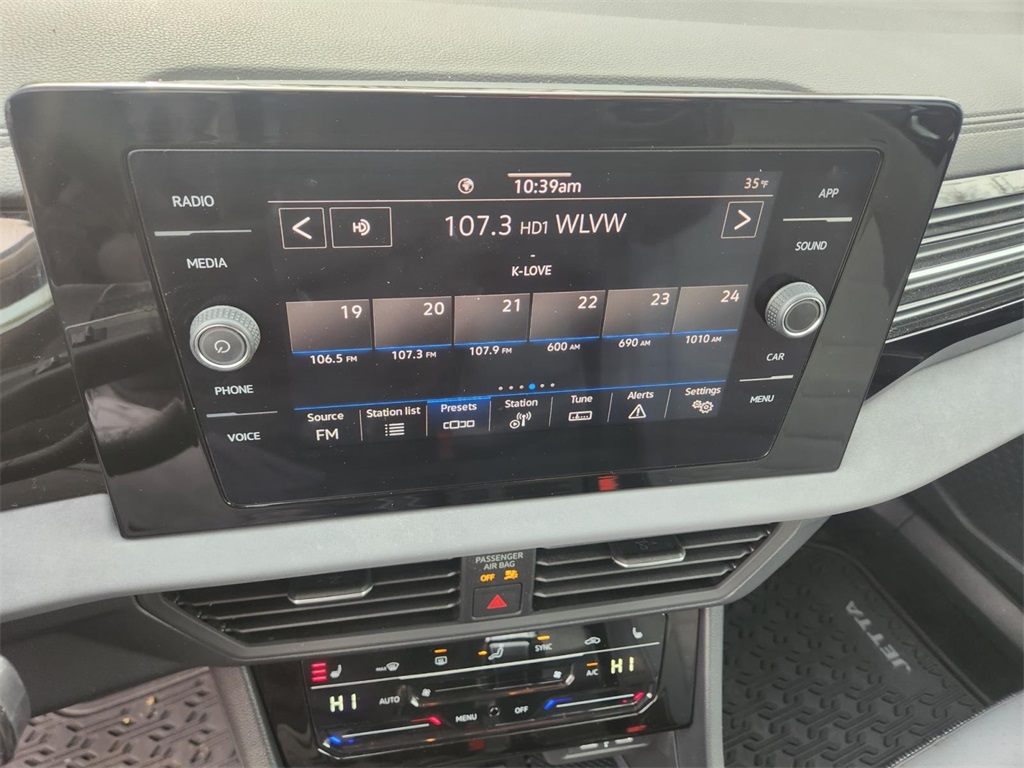 RADIO
MEDIA
PHONE
VOICE
10:39am
35°F
107.3 HD1 WLVW
-
K-LOVE
19 20 21 22 23 24
106.5 FM 107.3 FM 107.9 FM 600 AM 690 AM 1010 AM
Source Station list Presets Station Tune Alerts Settings
FM
APP
SOUND
CAR
MENU
PASSENGER
AIR BAG
OFF
MAX SYNC
HI AUTO A/C HI
MENU OFF
JETTA